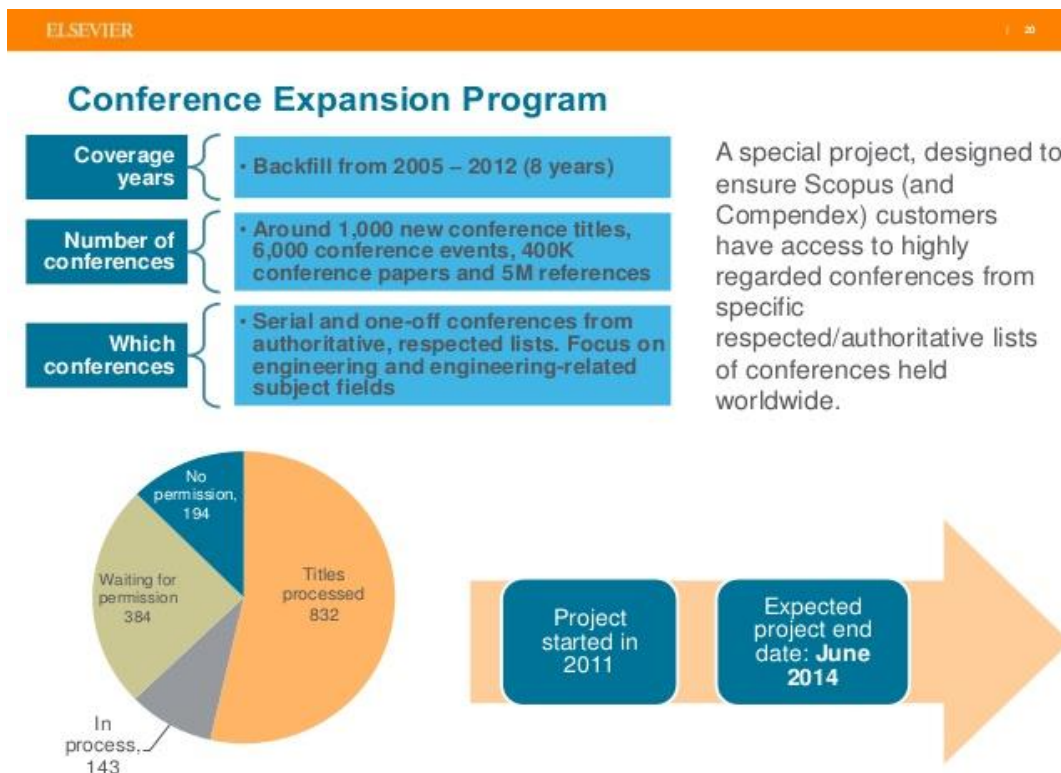 ELSEVIER
| 20
Conference Expansion Program
Coverage
years
• Backfill from 2005 – 2012 (8 years)
Number of
conferences
• Around 1,000 new conference titles,
6,000 conference events, 400K
conference papers and 5M references
Which
conferences
• Serial and one-off conferences from
authoritative, respected lists. Focus on
engineering and engineering-related
subject fields
A special project, designed to
ensure Scopus (and
Compendex) customers
have access to highly
regarded conferences from
specific
respected/authoritative lists
of conferences held
worldwide.
No
permission,
194
Waiting for
permission
384
Titles
processed
832
In
process,
143
Project
started in
2011
Expected
project end
date: June
2014